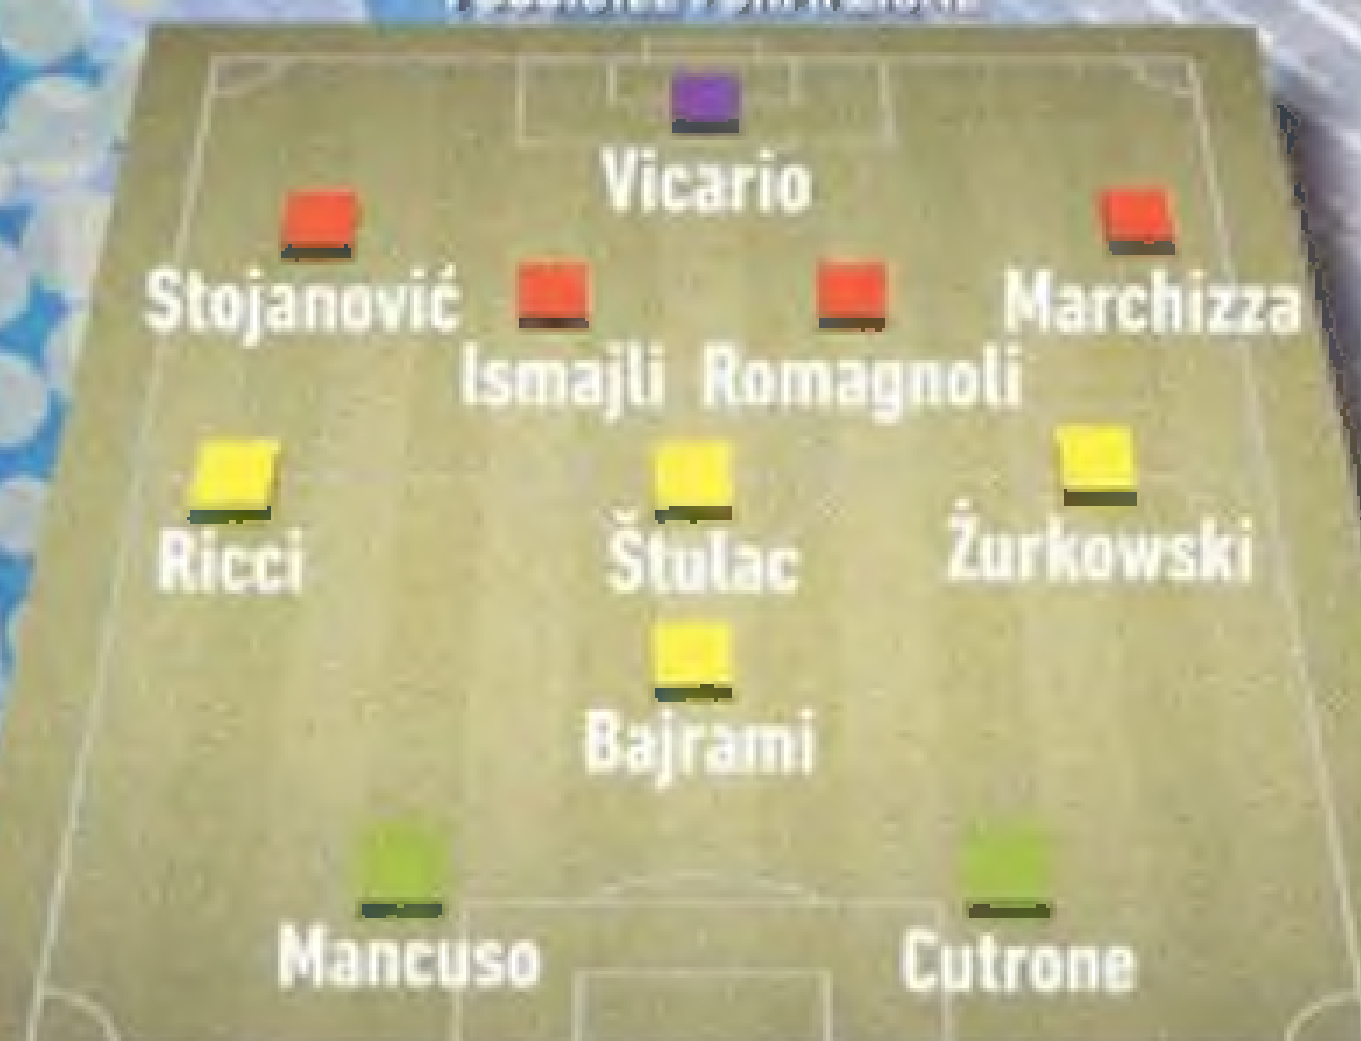 Vicario
Stojanović
Marchizza
Ismajli Romagnoli
Ricci
Štulac
Żurkowski
Bajrami
Mancuso
Cutrone